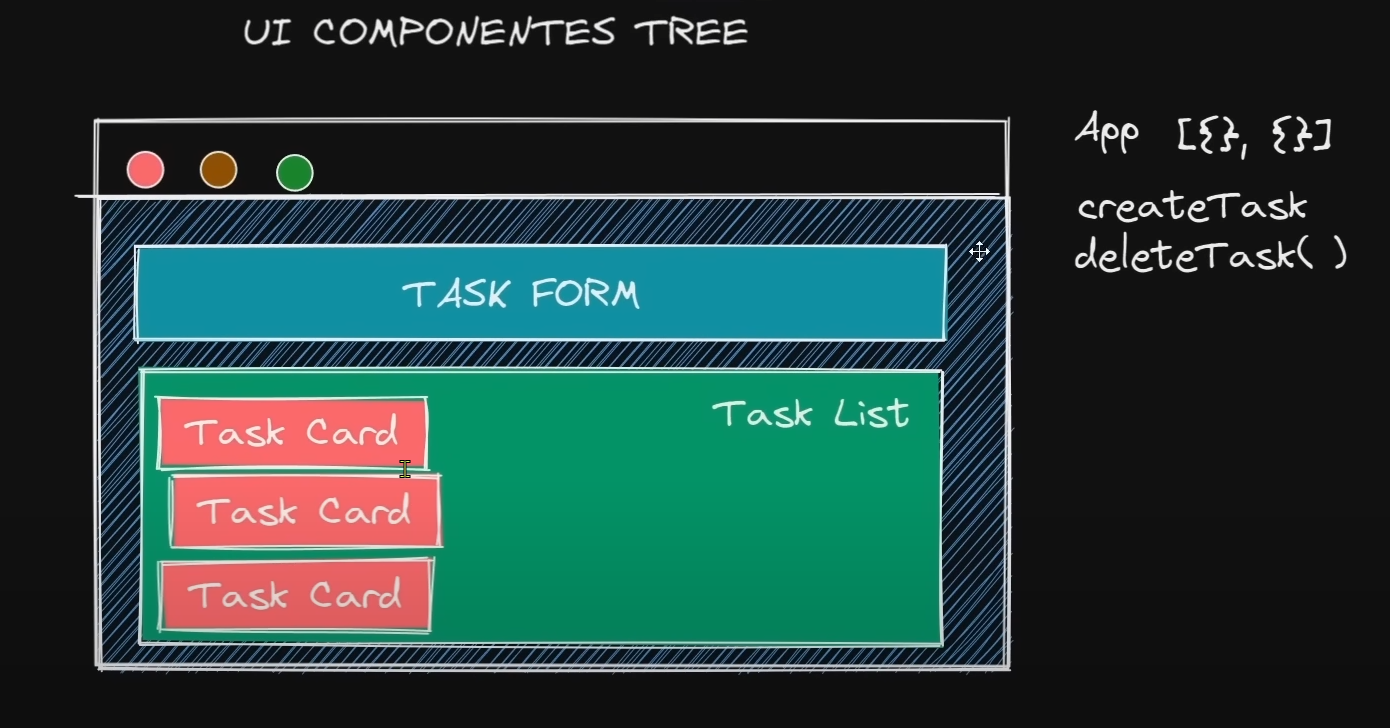 UI COMPONENTES TREE
App [{}, {}]
createTask
deleteTask( )
TASK FORM
Task List
Task Card
Task Card
Task Card